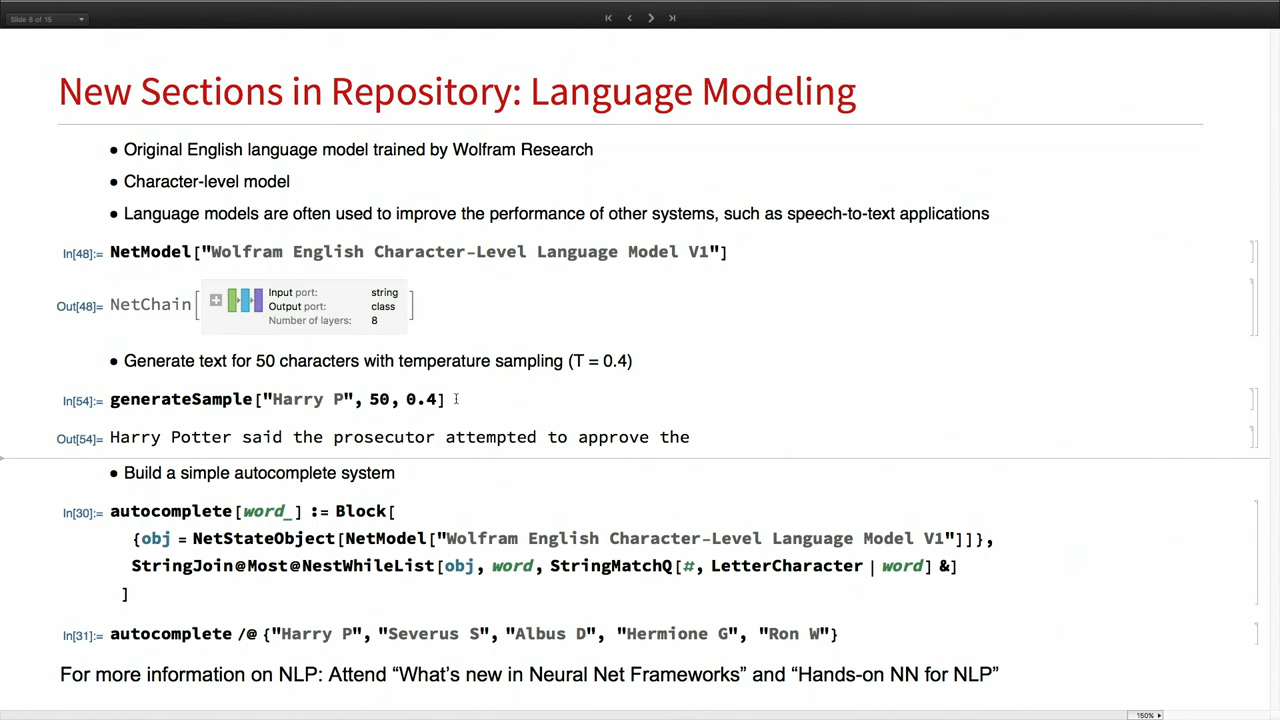 Slide 8 of 15
New Sections in Repository: Language Modeling
• Original English language model trained by Wolfram Research
• Character-level model
• Language models are often used to improve the performance of other systems, such as speech-to-text applications
In[48]:= NetModel["Wolfram English Character-Level Language Model V1"]
Input port: string
Out[48]= NetChain[ Output port: class ]
Number of layers: 8
• Generate text for 50 characters with temperature sampling (T = 0.4)
In[54]:= generateSample["Harry P", 50, 0.4]
Out[54]= Harry Potter said the prosecutor attempted to approve the
• Build a simple autocomplete system
In[30]:= autocomplete[word_] := Block[
{obj = NetStateObject[NetModel["Wolfram English Character-Level Language Model V1"]]},
StringJoin@Most@NestWhileList[obj, word, StringMatchQ[#, LetterCharacter | word] &]
]
In[31]:= autocomplete /@ {"Harry P", "Severus S", "Albus D", "Hermione G", "Ron W"}
For more information on NLP: Attend “What’s new in Neural Net Frameworks” and “Hands-on NN for NLP”
150%